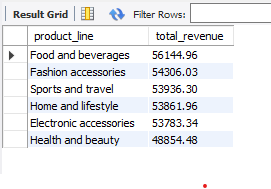 Result Grid Filter Rows:
product_line total_revenue
Food and beverages 56144.96
Fashion accessories 54306.03
Sports and travel 53936.30
Home and lifestyle 53861.96
Electronic accessories 53783.34
Health and beauty 48854.48